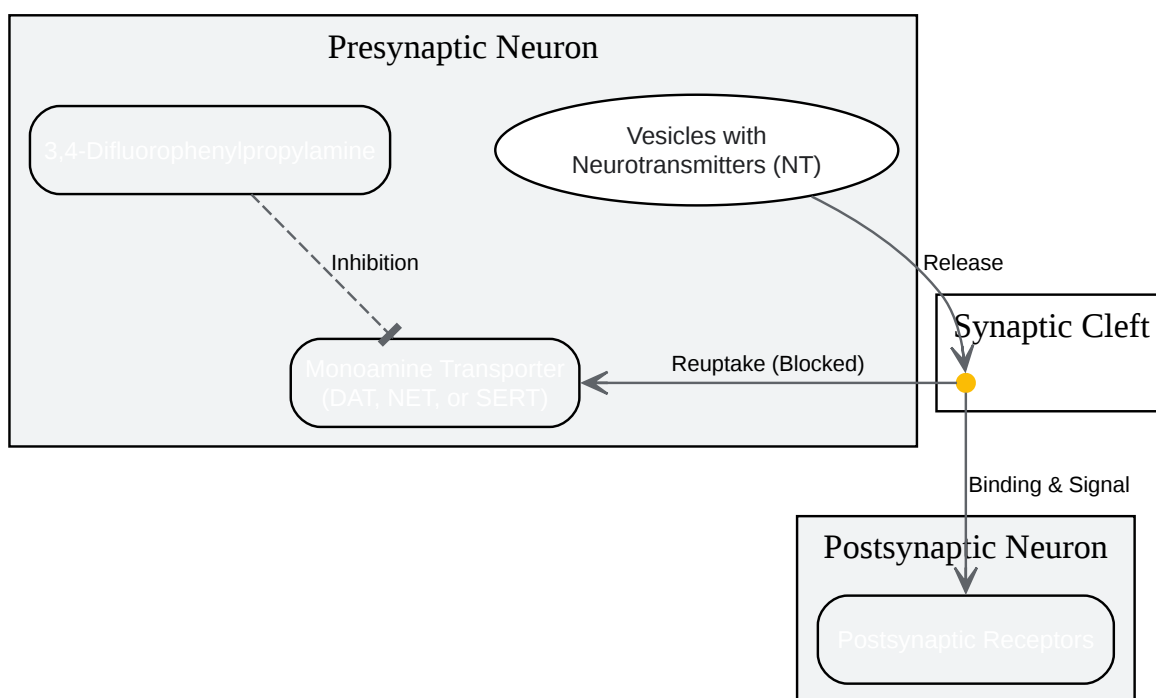 Presynaptic Neuron
3,4-Difluorophenylpropylamine
Vesicles with
Neurotransmitters (NT)
Inhibition
Release
Synaptic Cleft
Monoamine Transporter
(DAT, NET, or SERT)
Reuptake (Blocked)
Binding & Signal
Postsynaptic Neuron
Postsynaptic Receptors